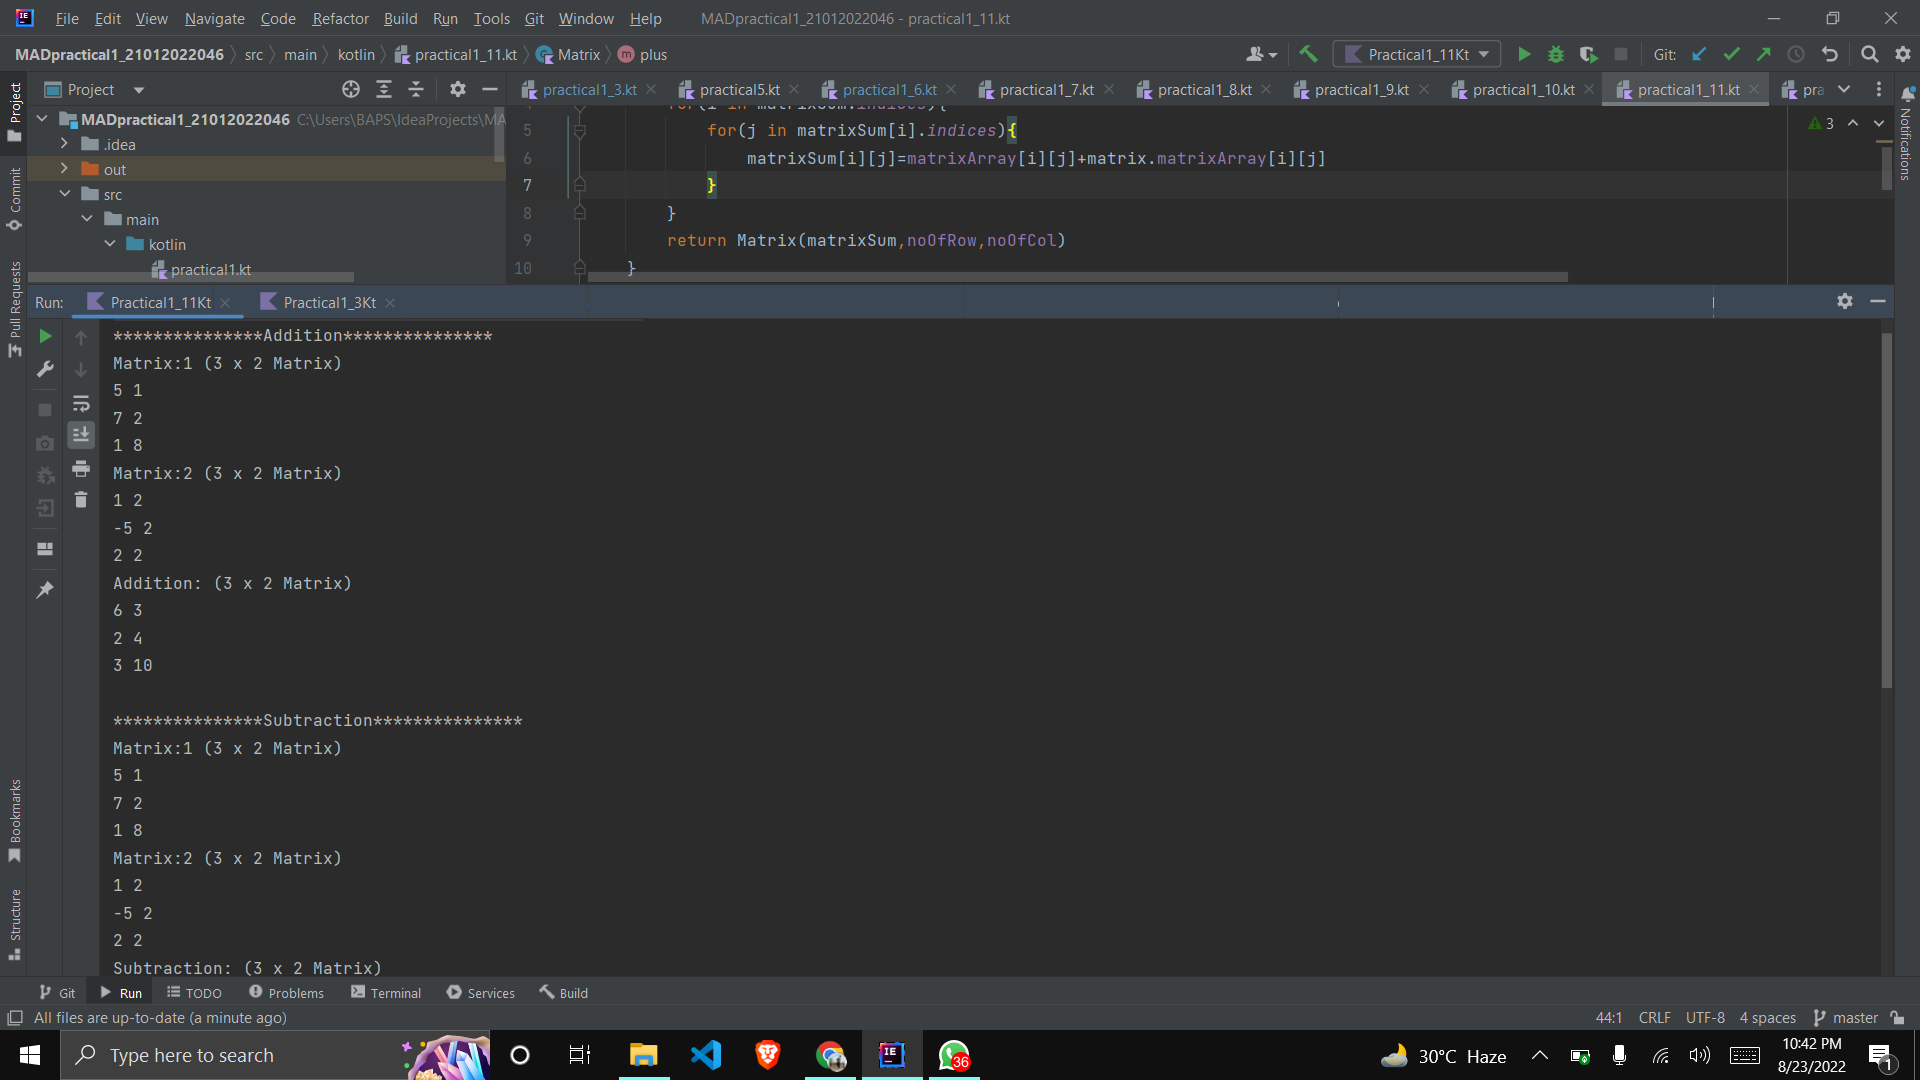 File Edit View Navigate Code Refactor Build Run Tools Git Window Help MADpractical1_21012022046 - practical1_11.kt
MADpractical1_21012022046 src main kotlin practical1_11.kt Matrix plus Practical1_11Kt Git:
Project practical1_3.kt practical5.kt practical1_6.kt practical1_7.kt practical1_8.kt practical1_9.kt practical1_10.kt practical1_11.kt pra
MADpractical1_21012022046 C:\Users\BAPS\IdeaProjects\MA
.idea
out
src
main
kotlin
practical1.kt
for(i in matrixSum.indices){
5 for(j in matrixSum[i].indices){
6 matrixSum[i][j]=matrixArray[i][j]+matrix.matrixArray[i][j]
7 }
8 }
9 return Matrix(matrixSum,noOfRow,noOfCol)
10 }
3
Project
Commit
Pull Requests
Bookmarks
Structure
Notifications
Run: Practical1_11Kt Practical1_3Kt
***************Addition***************
Matrix:1 (3 x 2 Matrix)
5 1
7 2
1 8
Matrix:2 (3 x 2 Matrix)
1 2
-5 2
2 2
Addition: (3 x 2 Matrix)
6 3
2 4
3 10
***************Subtraction***************
Matrix:1 (3 x 2 Matrix)
5 1
7 2
1 8
Matrix:2 (3 x 2 Matrix)
1 2
-5 2
2 2
Subtraction: (3 x 2 Matrix)
Git Run TODO Problems Terminal Services Build
All files are up-to-date (a minute ago) 44:1 CRLF UTF-8 4 spaces master
Type here to search 36 30°C Haze 10:42 PM
8/23/2022 1